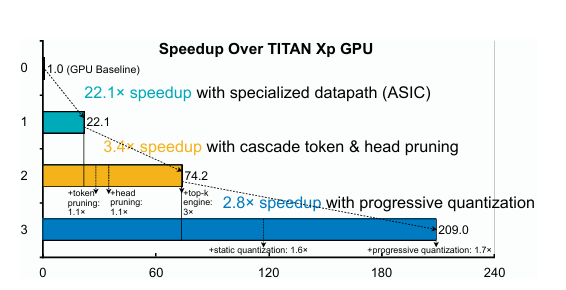 Speedup Over TITAN Xp GPU
0
1.0 (GPU Baseline)
22.1× speedup with specialized datapath (ASIC)
1
22.1
3.4× speedup with cascade token & head pruning
2
74.2
+token pruning: 1.1×
+head pruning: 1.1×
+top-k engine: 3×
2.8× speedup with progressive quantization
3
209.0
+static quantization: 1.6×
+progressive quantization: 1.7×
0 60 120 180 240